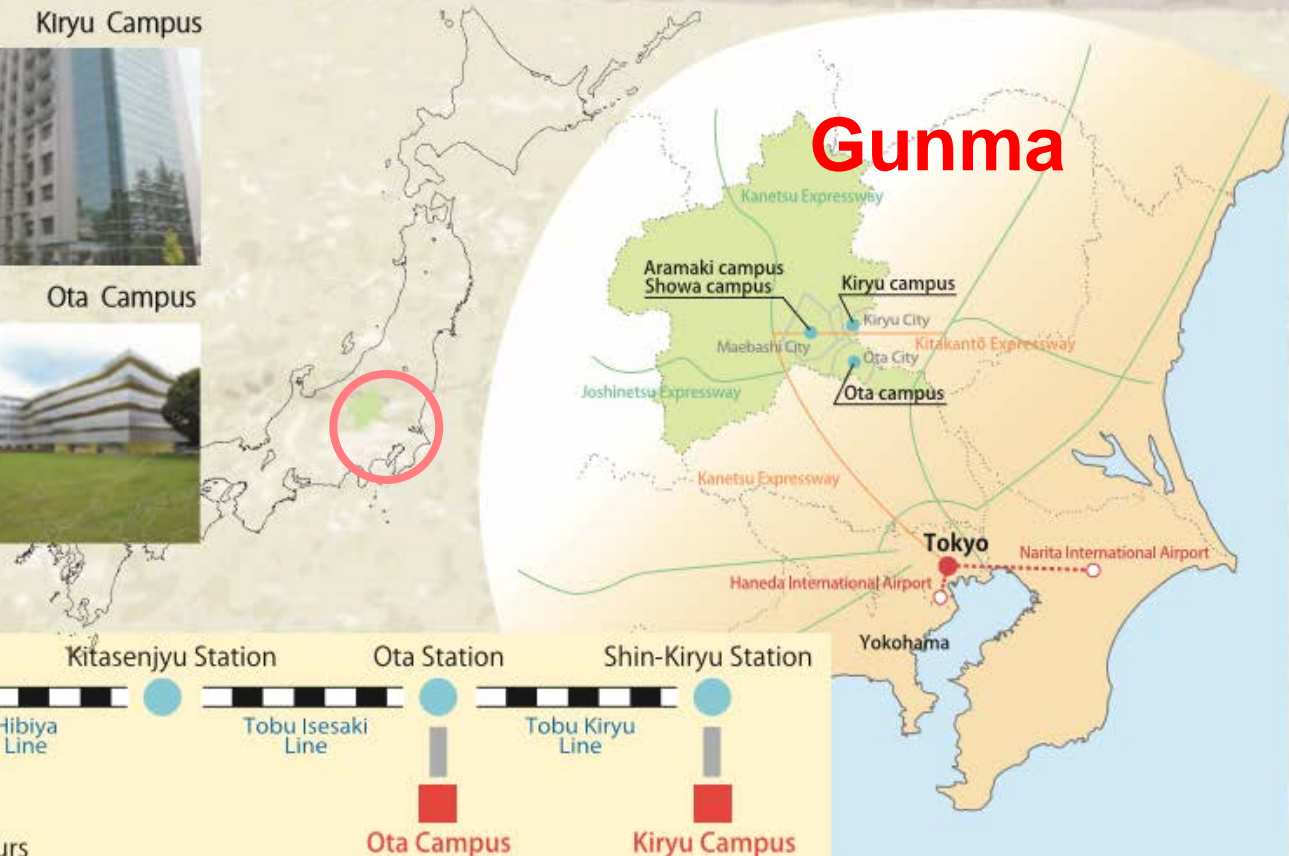 Kiryu Campus
Ota Campus
Gunma
Kanetsu Expressway
Aramaki campus
Showa campus
Kiryu campus
Kiryu City
Maebashi City
Kitakantō Expressway
Ota City
Joshinetsu Expressway
Ota campus
Kanetsu Expressway
Tokyo
Narita International Airport
Haneda International Airport
Yokohama
Kitasenjyu Station
Ota Station
Shin-Kiryu Station
Hibiya
Line
Tobu Isesaki
Line
Tobu Kiryu
Line
Ota Campus
Kiryu Campus
urs